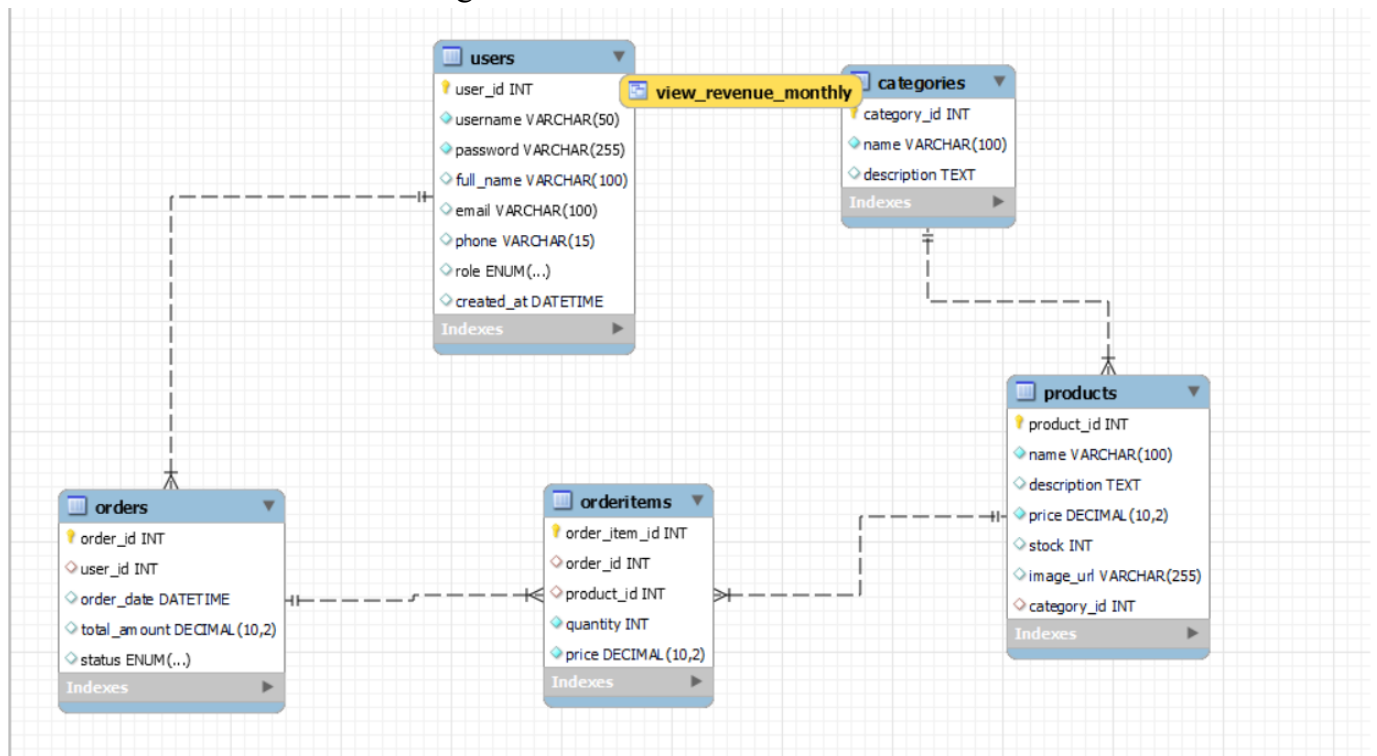 users
user_id INT
username VARCHAR(50)
password VARCHAR(255)
full_name VARCHAR(100)
email VARCHAR(100)
phone VARCHAR(15)
role ENUM(...)
created_at DATETIME
Indexes
view_revenue_monthly
categories
category_id INT
name VARCHAR(100)
description TEXT
Indexes
products
product_id INT
name VARCHAR(100)
description TEXT
price DECIMAL(10,2)
stock INT
image_url VARCHAR(255)
category_id INT
Indexes
orders
order_id INT
user_id INT
order_date DATETIME
total_amount DECIMAL(10,2)
status ENUM(...)
Indexes
orderitems
order_item_id INT
order_id INT
product_id INT
quantity INT
price DECIMAL(10,2)
Indexes